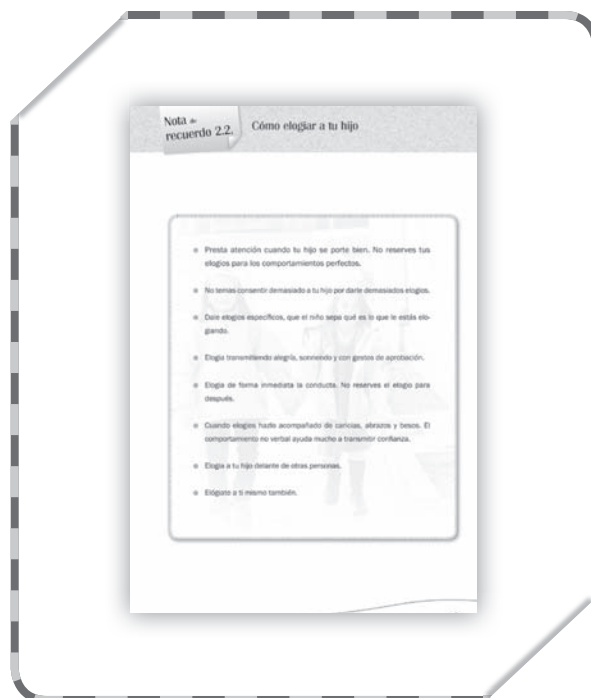 Nota de
recuerdo 2.2.
Cómo elogiar a tu hijo
Presta atención cuando tu hijo se porte bien. No reserves tus
elogios para los comportamientos perfectos.
No temas consentir demasiado a tu hijo por darle demasiados elogios.
Dale elogios específicos, que el niño sepa qué es lo que le estás elo-
giando.
Elogia transmitiendo alegría, sonriendo y con gestos de aprobación.
Elogia de forma inmediata la conducta. No reserves el elogio para
después.
Cuando elogies hazlo acompañado de caricias, abrazos y besos. El
comportamiento no verbal ayuda mucho a transmitir confianza.
Elogia a tu hijo delante de otras personas.
Elógiate a ti mismo también.